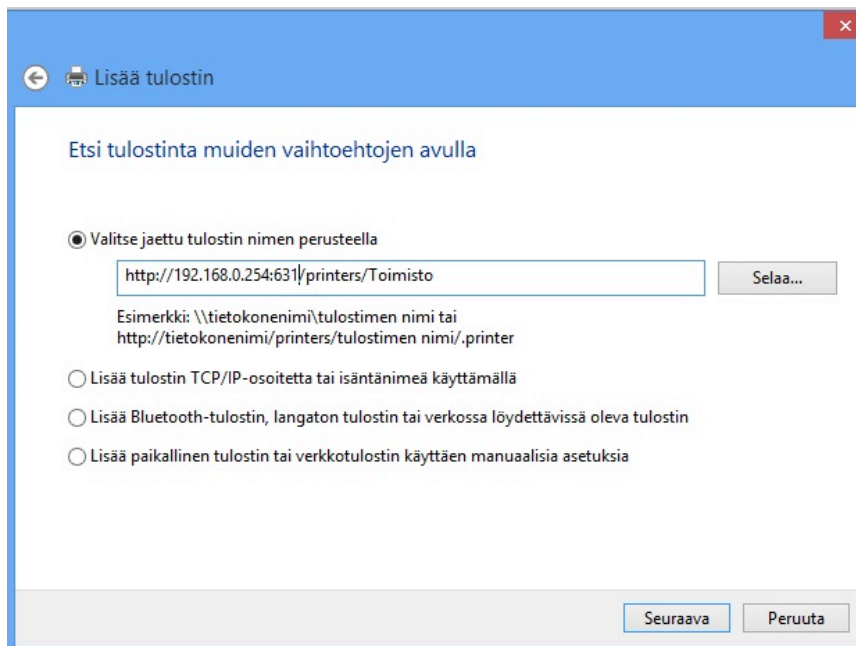 Lisää tulostin
Etsi tulostinta muiden vaihtoehtojen avulla
Valitse jaettu tulostin nimen perusteella
http://192.168.0.254:631/printers/Toimisto
Selaa...
Esimerkki: \\tietokonenimi\tulostimen nimi tai
http://tietokonenimi/printers/tulostimen nimi/.printer
Lisää tulostin TCP/IP-osoitetta tai isäntänimeä käyttämällä
Lisää Bluetooth-tulostin, langaton tulostin tai verkossa löydettävissä oleva tulostin
Lisää paikallinen tulostin tai verkkotulostin käyttäen manuaalisia asetuksia
Seuraava
Peruuta